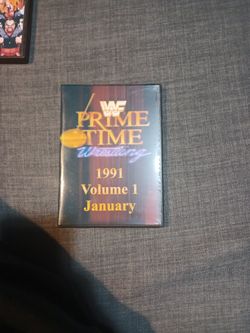 WF
PRIME
TIME
Wrestling
1991
Volume 1
January